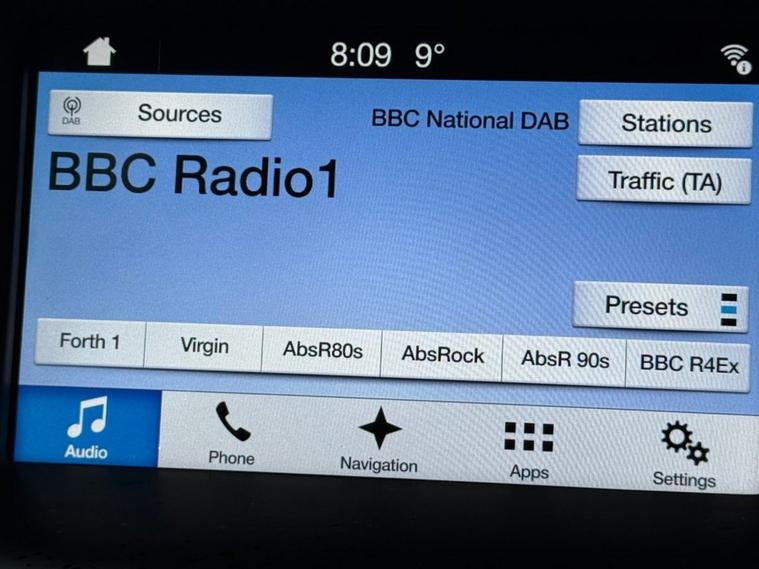 8:09 9°
DAB Sources BBC National DAB Stations
BBC Radio1
Traffic (TA)
Presets
Forth 1 Virgin AbsR80s AbsRock AbsR 90s BBC R4Ex
Audio Phone Navigation Apps Settings